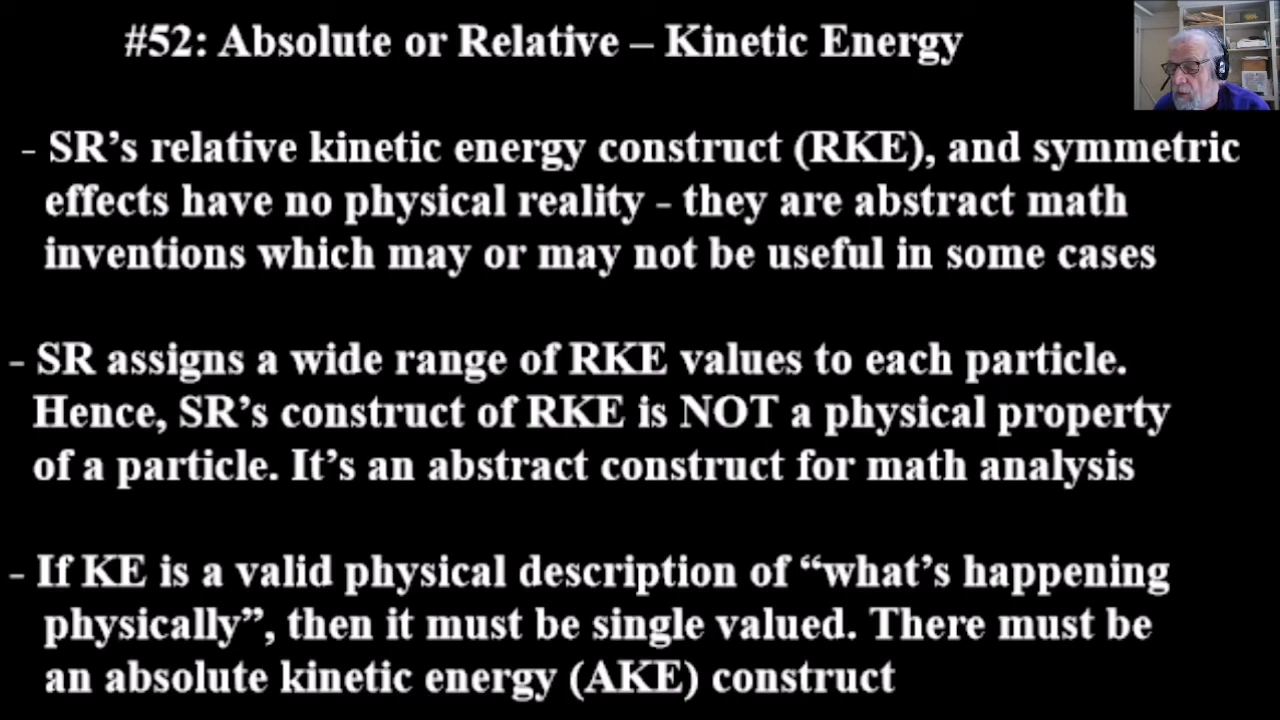 #52: Absolute or Relative – Kinetic Energy
- SR’s relative kinetic energy construct (RKE), and symmetric
effects have no physical reality - they are abstract math
inventions which may or may not be useful in some cases
- SR assigns a wide range of RKE values to each particle.
Hence, SR’s construct of RKE is NOT a physical property
of a particle. It’s an abstract construct for math analysis
- If KE is a valid physical description of “what’s happening
physically”, then it must be single valued. There must be
an absolute kinetic energy (AKE) construct